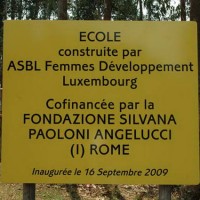 ECOLE
construite par
ASBL Femmes Développement
Luxembourg
Cofinancée par la
FONDAZIONE SILVANA
PAOLONI ANGELUCCI
(I) ROME
Inaugurée le 16 Septembre 2009